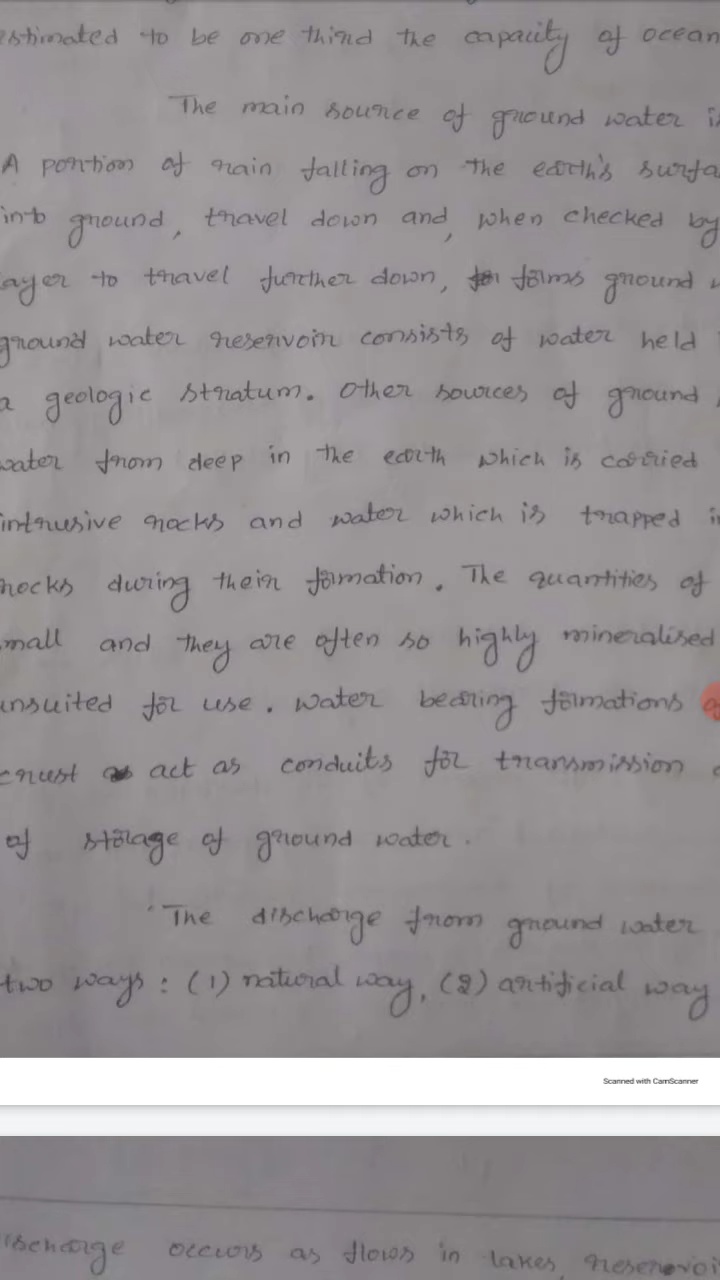 estimated to be one third the capacity of ocean
The main source of ground water is
A portion of rain falling on the earth's surfa
into ground, travel down and, when checked by
ayer to travel further down, forms ground w
ground water reservoir consists of water held
a geologic stratum. Other sources of ground
water from deep in the earth which is carried
intrusive rocks and water which is trapped in
rocks during their formation. The quantities of
mall and they are often so highly mineralised
unsuited for use. Water bearing formations of
crust act as conduits for transmission
of storage of ground water.
The discharge from ground water
two ways: (1) natural way, (2) artificial way
Scanned with CamScanner
ischarge occurs as flows in lakes, reservoi